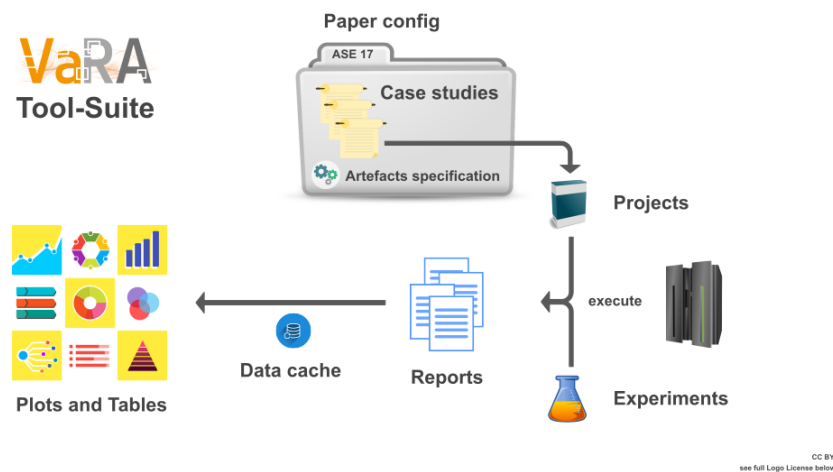 Paper config
VaRA
Tool-Suite
ASE 17
Case studies
Artefacts specification
Projects
execute
Data cache
Reports
Experiments
Plots and Tables
CC BY
see full Logo License below